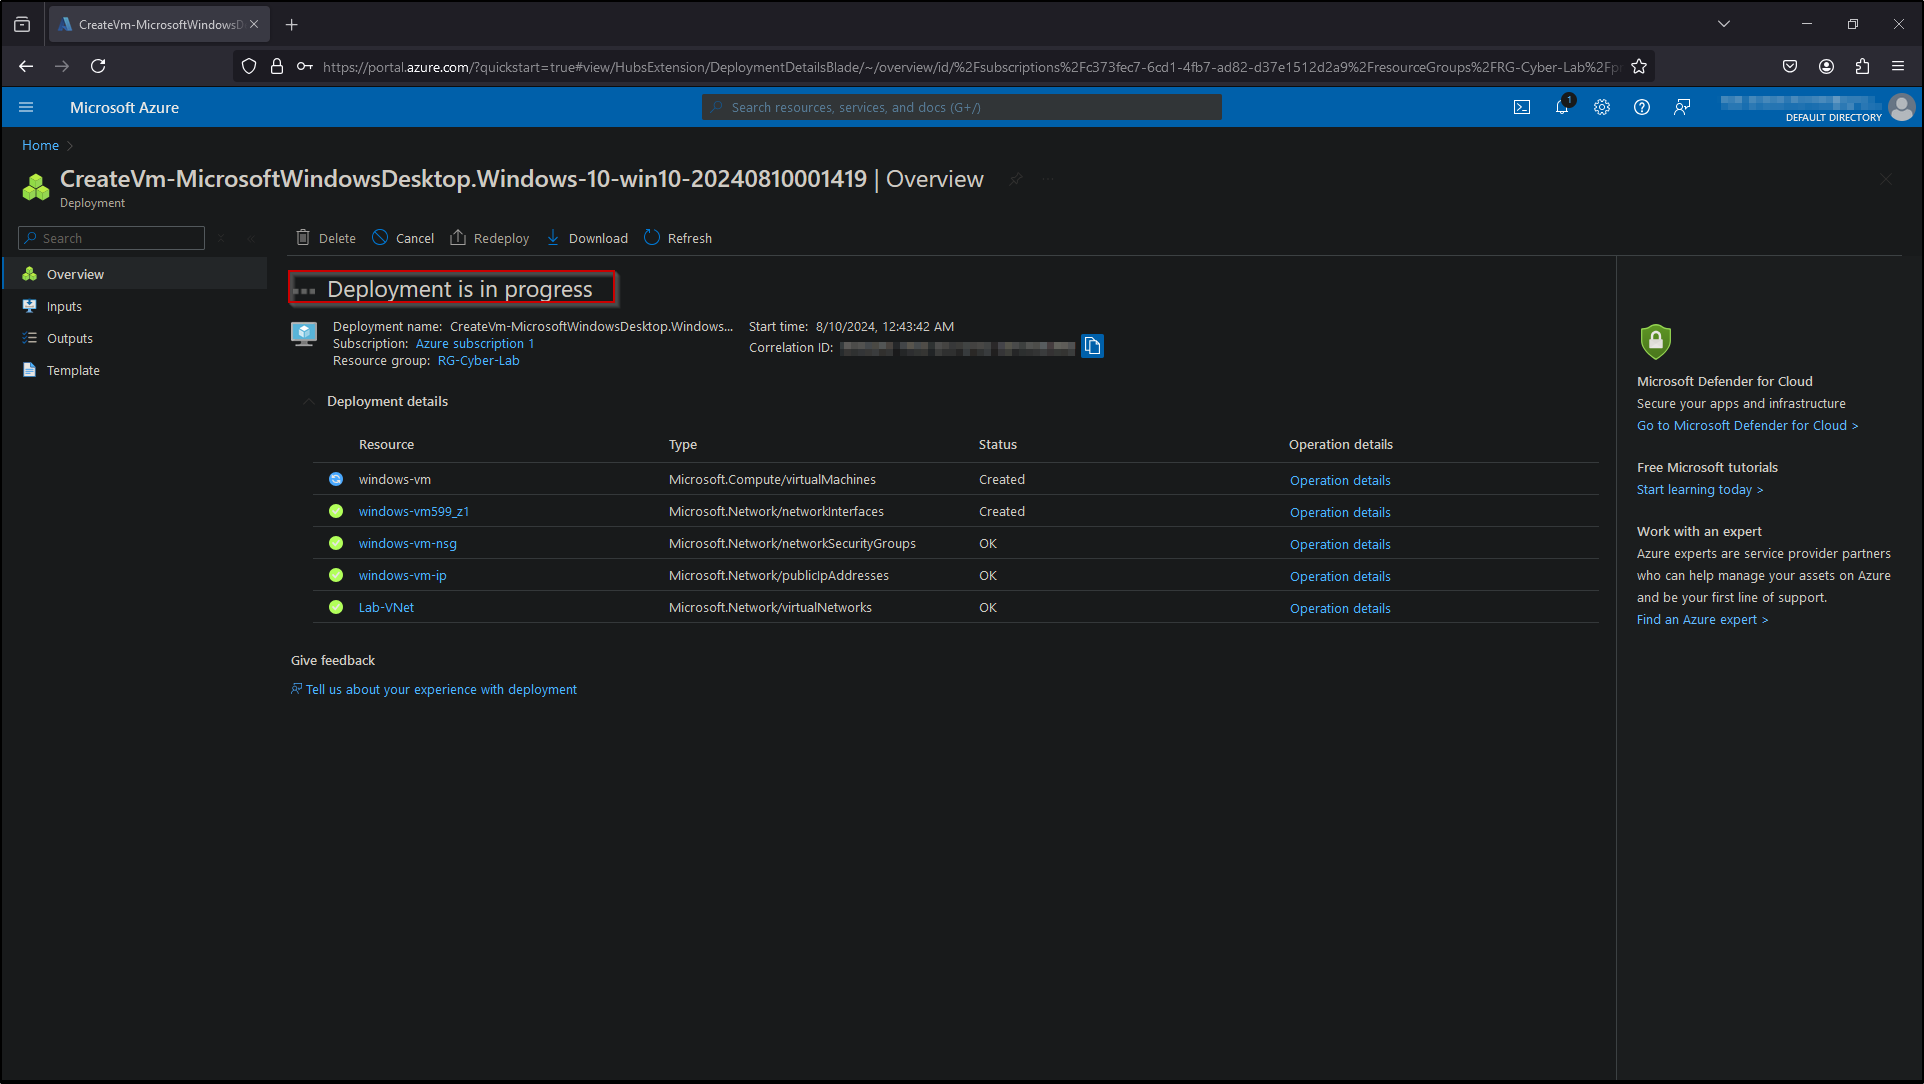 CreateVm-MicrosoftWindowsD
https://portal.azure.com/?quickstart=true#view/HubsExtension/DeploymentDetailsBlade/~/overview/id/%2Fsubscriptions%2Fc373fec7-6cd1-4fb7-ad82-d37e1512d2a9%2FresourceGroups%2FRG-Cyber-Lab%2Fpr
Microsoft Azure
Search resources, services, and docs (G+/)
1
DEFAULT DIRECTORY
Home
CreateVm-MicrosoftWindowsDesktop.Windows-10-win10-20240810001419 | Overview
Deployment
Search
Delete Cancel Redeploy Download Refresh
Overview
Inputs
Outputs
Template
Deployment is in progress
Deployment name: CreateVm-MicrosoftWindowsDesktop.Windows...
Subscription: Azure subscription 1
Resource group: RG-Cyber-Lab
Start time: 8/10/2024, 12:43:42 AM
Correlation ID:
Deployment details
Resource Type Status Operation details
windows-vm Microsoft.Compute/virtualMachines Created Operation details
windows-vm599_z1 Microsoft.Network/networkInterfaces Created Operation details
windows-vm-nsg Microsoft.Network/networkSecurityGroups OK Operation details
windows-vm-ip Microsoft.Network/publicIpAddresses OK Operation details
Lab-VNet Microsoft.Network/virtualNetworks OK Operation details
Give feedback
Tell us about your experience with deployment
Microsoft Defender for Cloud
Secure your apps and infrastructure
Go to Microsoft Defender for Cloud >
Free Microsoft tutorials
Start learning today >
Work with an expert
Azure experts are service provider partners
who can help manage your assets on Azure
and be your first line of support.
Find an Azure expert >